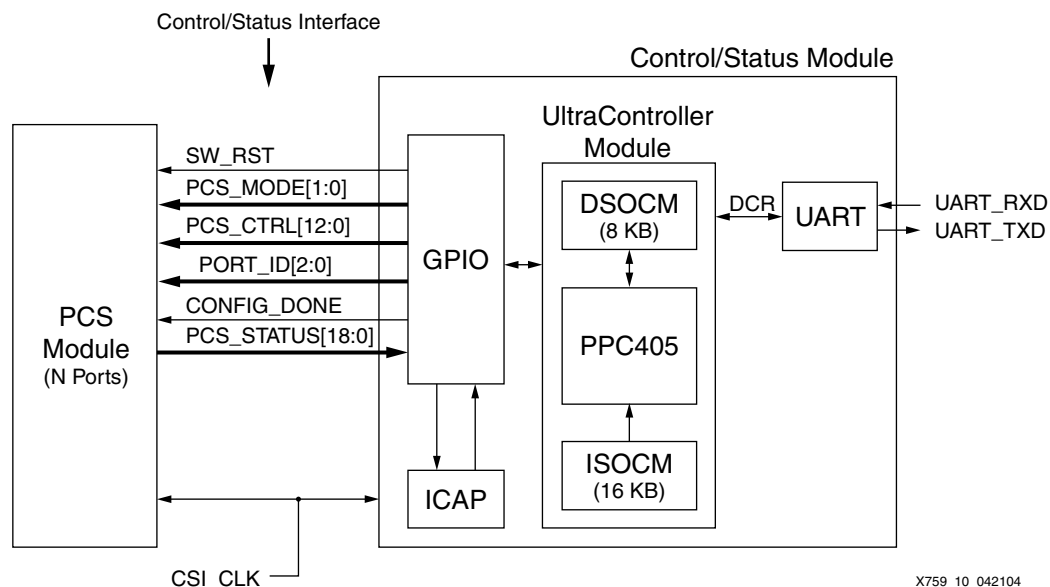 Control/Status Interface
Control/Status Module
UltraController
Module
SW_RST
PCS_MODE[1:0]
PCS_CTRL[12:0]
PORT_ID[2:0]
CONFIG_DONE
PCS_STATUS[18:0]
PCS
Module
(N Ports)
GPIO
ICAP
DSOCM
(8 KB)
PPC405
ISOCM
(16 KB)
DCR
UART
UART_RXD
UART_TXD
CSI_CLK
X759_10_042104